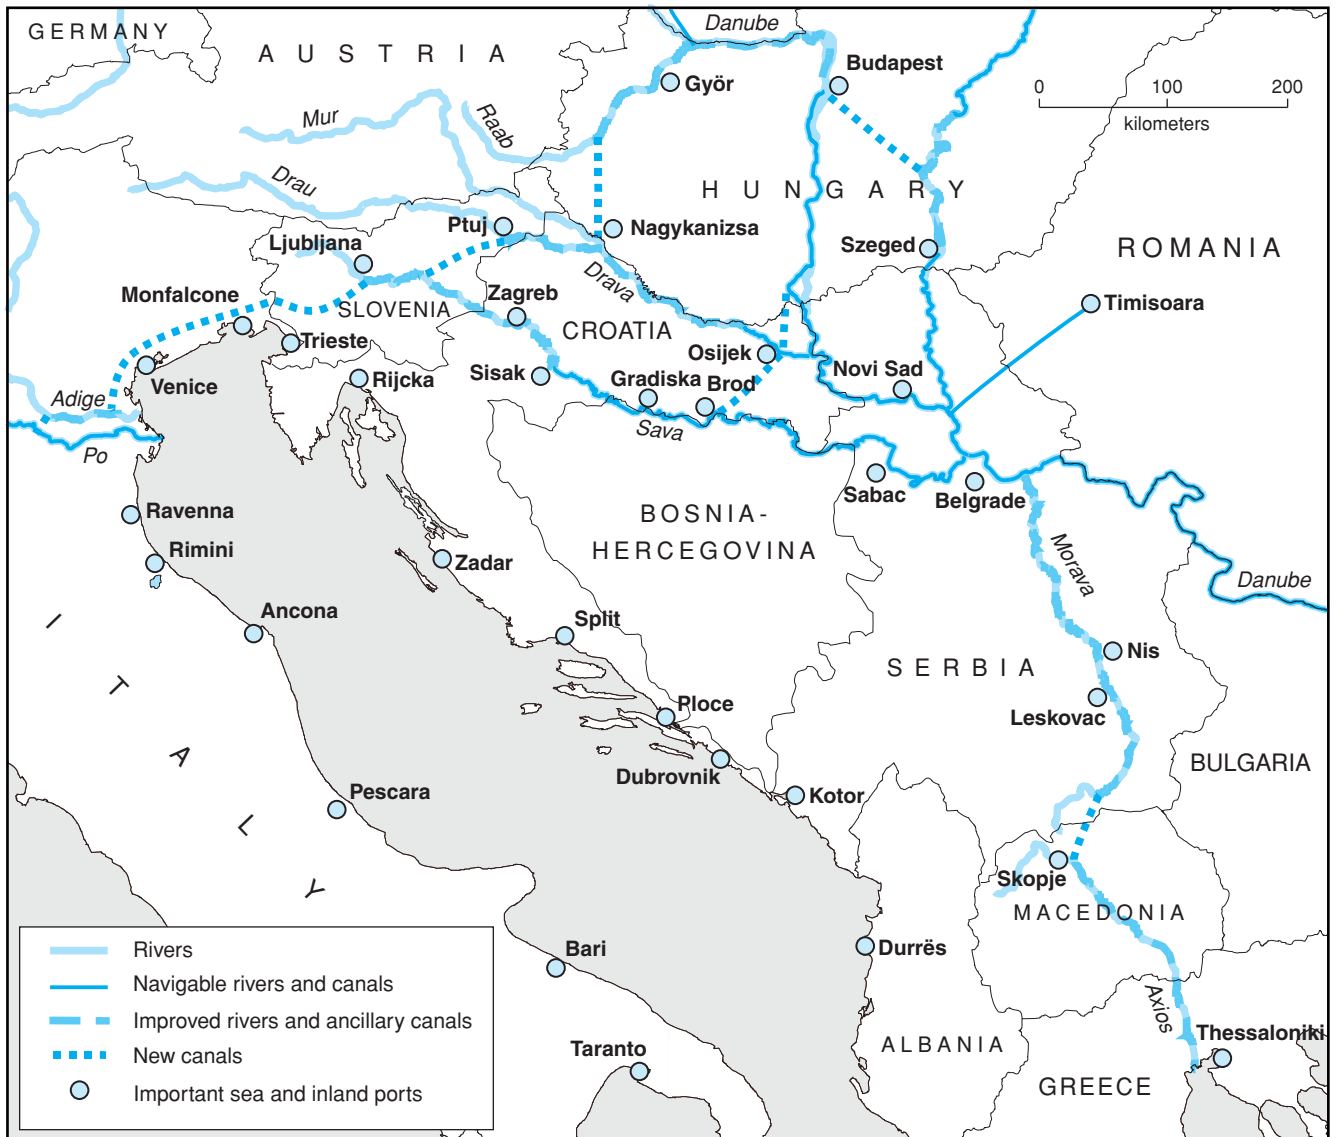 GERMANY
AUSTRIA
Danube
Györ
Budapest
0 100 200
kilometers
Mur
Raab
Drau
HUNGARY
Ptuj
Nagykanizsa
Ljubljana
Szeged
ROMANIA
Drava
Monfalcone
SLOVENIA
Zagreb
Timisoara
CROATIA
Trieste
Osijek
Venice
Rijcka
Sisak
Gradiska
Brod
Novi Sad
Adige
Sava
Po
Sabac
Belgrade
Ravenna
BOSNIA-
HERCEGOVINA
Rimini
Zadar
Morava
Danube
Ancona
Split
ITALY
SERBIA
Nis
Ploce
Leskovac
Dubrovnik
BULGARIA
Pescara
Kotor
Skopje
MACEDONIA
Rivers
Navigable rivers and canals
Improved rivers and ancillary canals
New canals
Important sea and inland ports
Bari
Durrës
Axios
Taranto
ALBANIA
Thessaloniki
GREECE